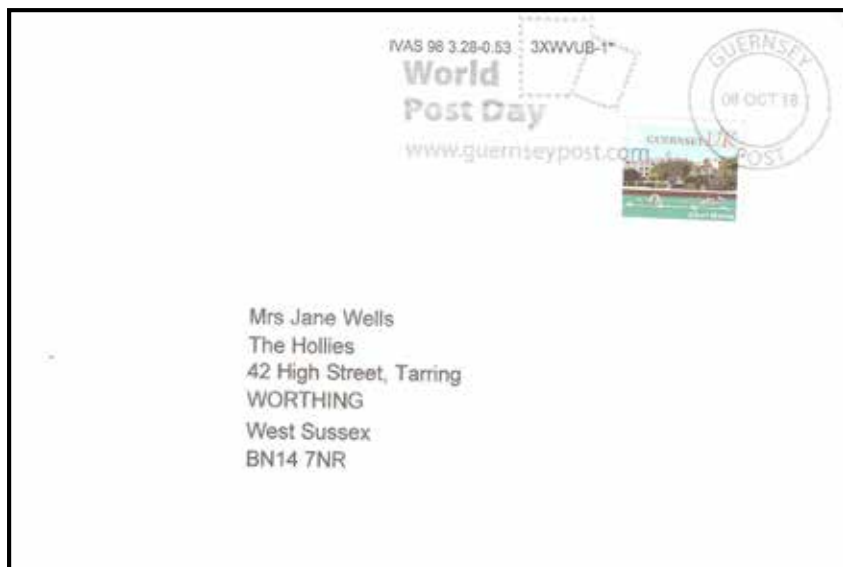 IVAS 98 3.28-0.53 3XWVUB-1*
World
Post Day
www.guernseypost.com
GUERNSEY
OCT 18
POST
GUERNSEY UK
Mrs Jane Wells
The Hollies
42 High Street, Tarring
WORTHING
West Sussex
BN14 7NR